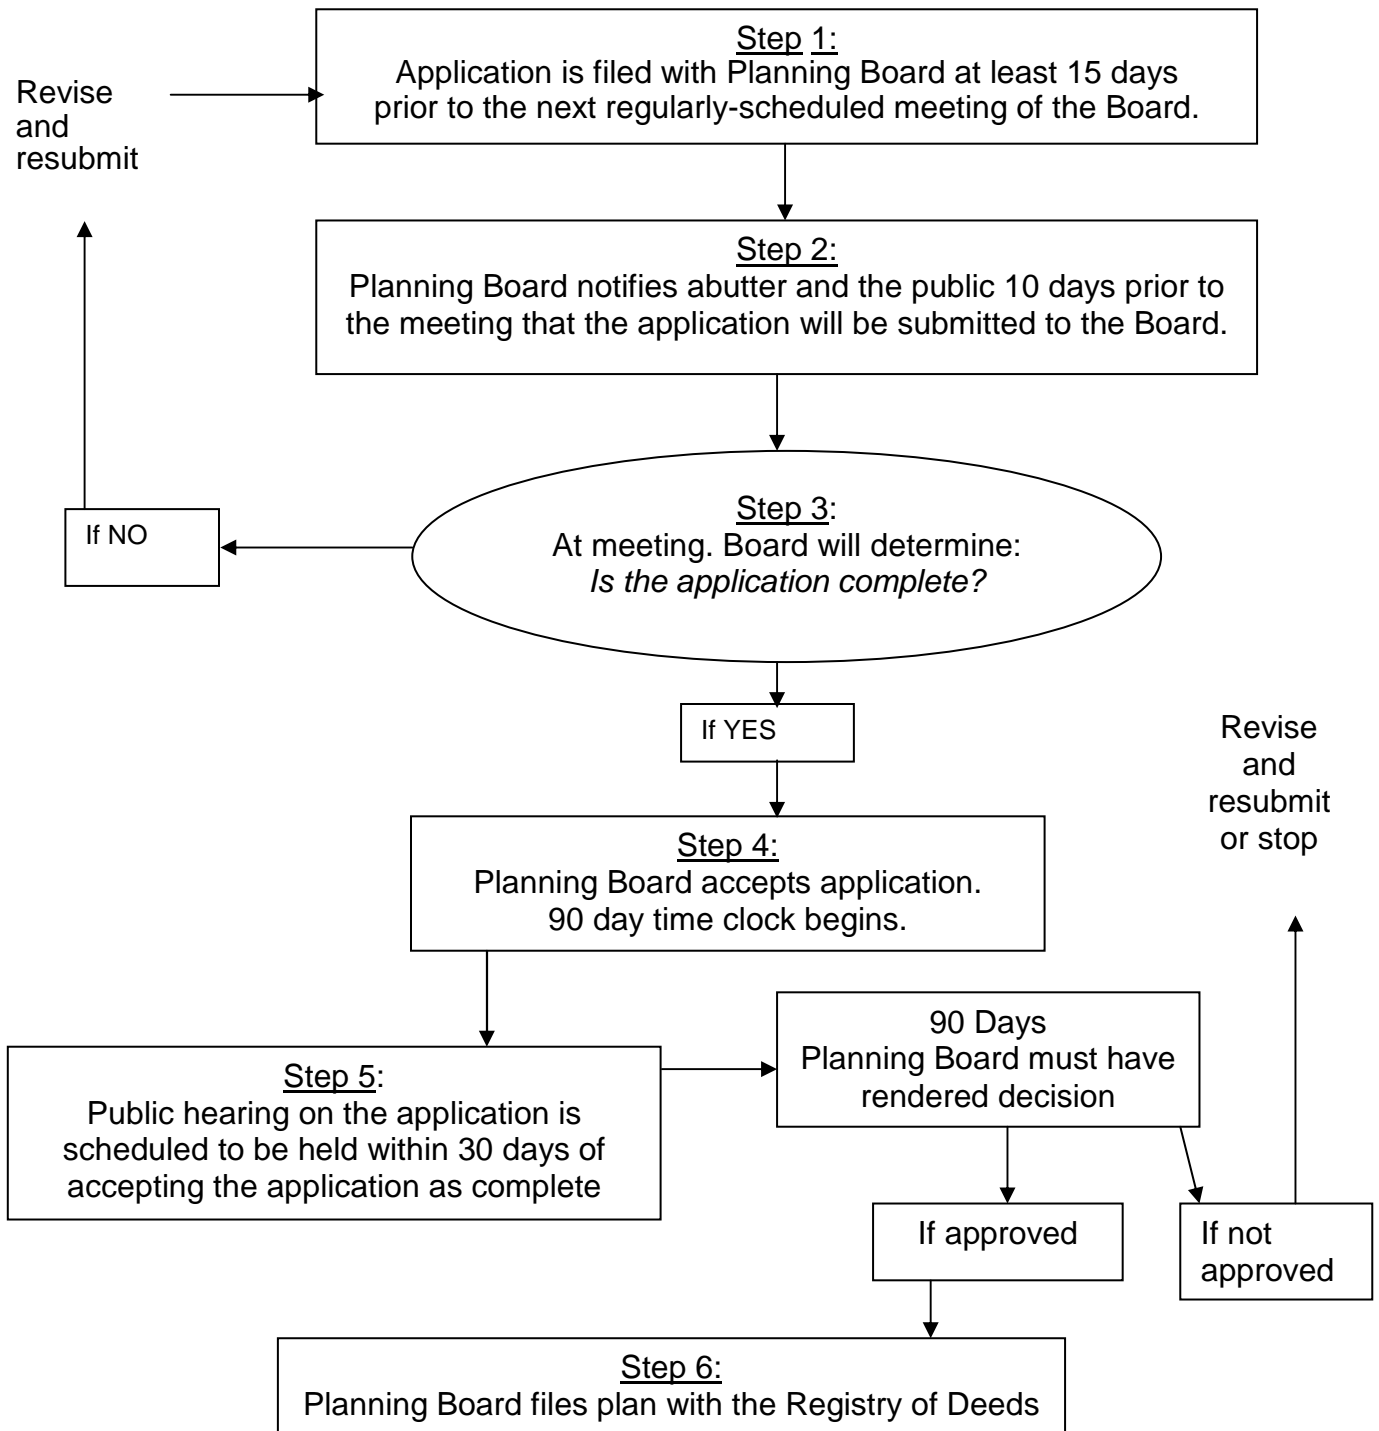 Step 1:
Application is filed with Planning Board at least 15 days
prior to the next regularly-scheduled meeting of the Board.
Revise
and
resubmit
Step 2:
Planning Board notifies abutter and the public 10 days prior to
the meeting that the application will be submitted to the Board.
Step 3:
At meeting. Board will determine:
Is the application complete?
If NO
If YES
Step 4:
Planning Board accepts application.
90 day time clock begins.
Step 5:
Public hearing on the application is
scheduled to be held within 30 days of
accepting the application as complete
90 Days
Planning Board must have
rendered decision
If approved
If not
approved
Revise
and
resubmit
or stop
Step 6:
Planning Board files plan with the Registry of Deeds